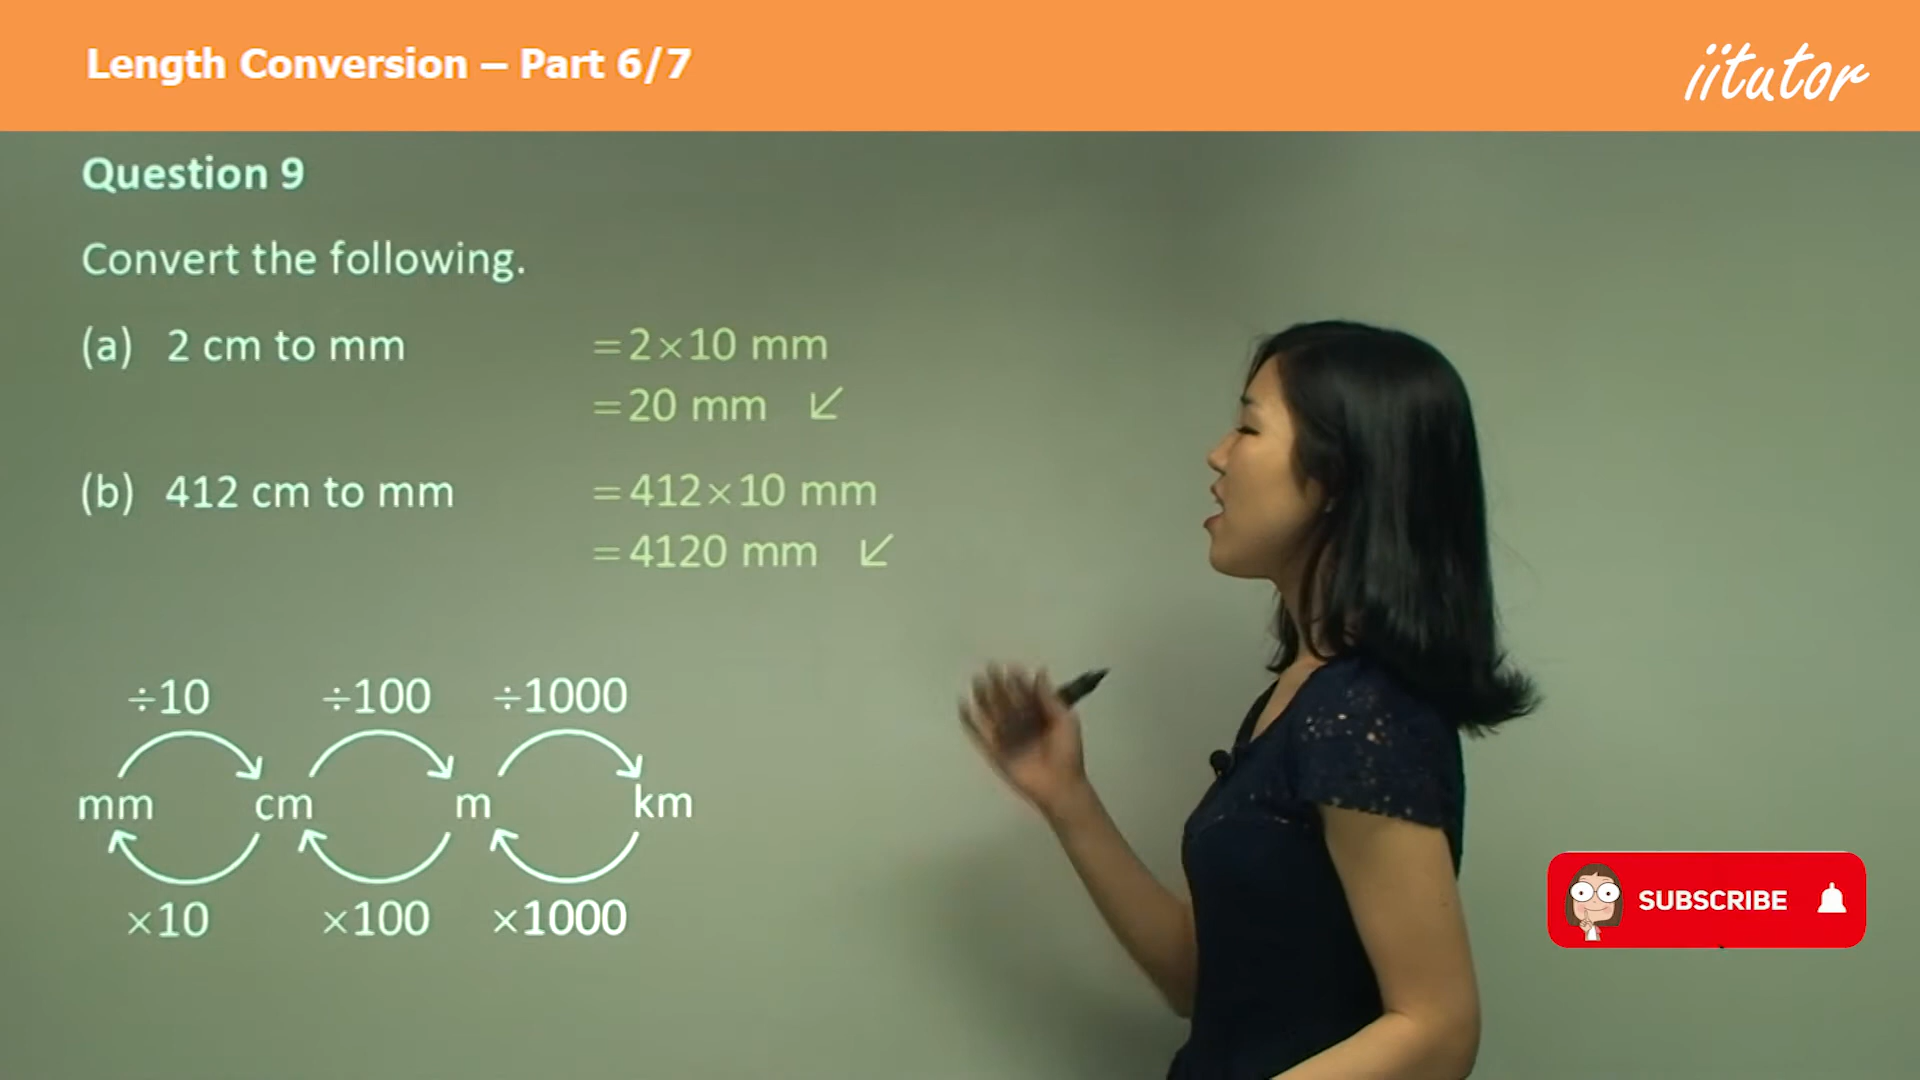 Length Conversion – Part 6/7
iitutor
Question 9
Convert the following.
(a) 2 cm to mm = 2×10 mm
= 20 mm ↙
(b) 412 cm to mm = 412×10 mm
= 4120 mm ↙
÷10 ÷100 ÷1000
mm cm m km
×10 ×100 ×1000
SUBSCRIBE